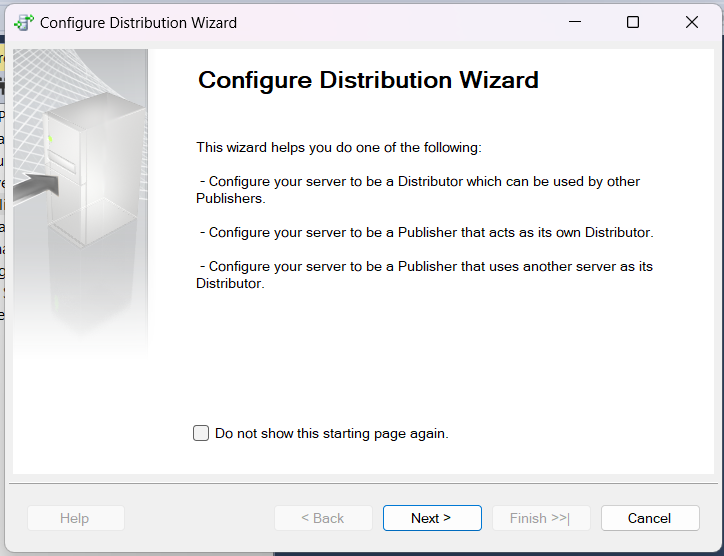 Configure Distribution Wizard
Configure Distribution Wizard
This wizard helps you do one of the following:
- Configure your server to be a Distributor which can be used by other
Publishers.
- Configure your server to be a Publisher that acts as its own Distributor.
- Configure your server to be a Publisher that uses another server as its
Distributor.
Do not show this starting page again.
Help
< Back
Next >
Finish >>|
Cancel